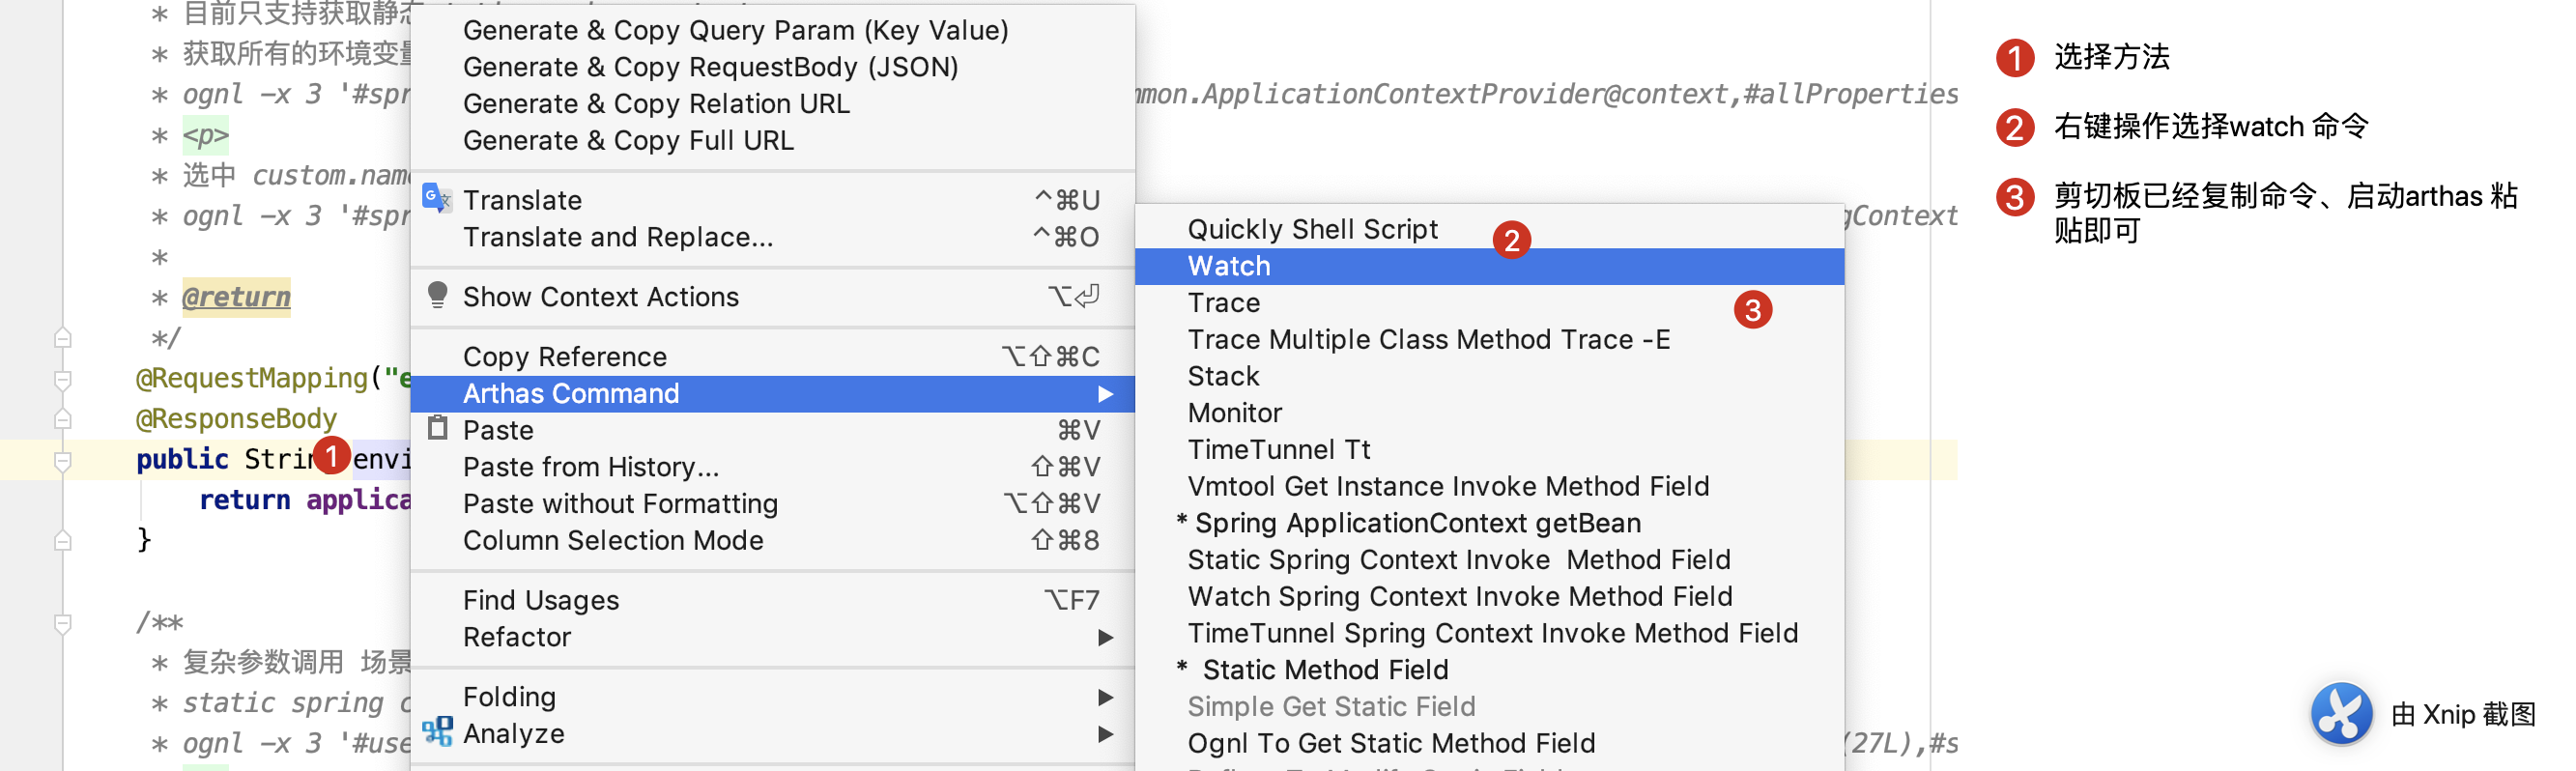 * 目前只支持获取静态
* 获取所有的环境变量
* ognl -x 3 '#spr
mmon.ApplicationContextProvider@context,#allProperties
* <p>
* 选中 custom.name
* ognl -x 3 '#spr
gContext
*
* @return
*/
@RequestMapping("e
@ResponseBody
public Strin 1 envi
return applica
}
/**
* 复杂参数调用 场景
* static spring c
* ognl -x 3 '#use
(27L),#s
Generate & Copy Query Param (Key Value)
Generate & Copy RequestBody (JSON)
Generate & Copy Relation URL
Generate & Copy Full URL
Translate ^⌘U
Translate and Replace... ^⌘O
Show Context Actions ⌥⏎
Copy Reference ⌥⇧⌘C
Arthas Command
Paste ⌘V
Paste from History... ⇧⌘V
Paste without Formatting ⌥⇧⌘V
Column Selection Mode ⇧⌘8
Find Usages ⌥F7
Refactor
Folding
Analyze
Quickly Shell Script 2
Watch
Trace 3
Trace Multiple Class Method Trace -E
Stack
Monitor
TimeTunnel Tt
Vmtool Get Instance Invoke Method Field
* Spring ApplicationContext getBean
Static Spring Context Invoke  Method Field
Watch Spring Context Invoke Method Field
TimeTunnel Spring Context Invoke Method Field
*  Static Method Field
Simple Get Static Field
Ognl To Get Static Method Field
1 选择方法
2 右键操作选择watch 命令
3 剪切板已经复制命令、启动arthas 粘
贴即可
由 Xnip 截图